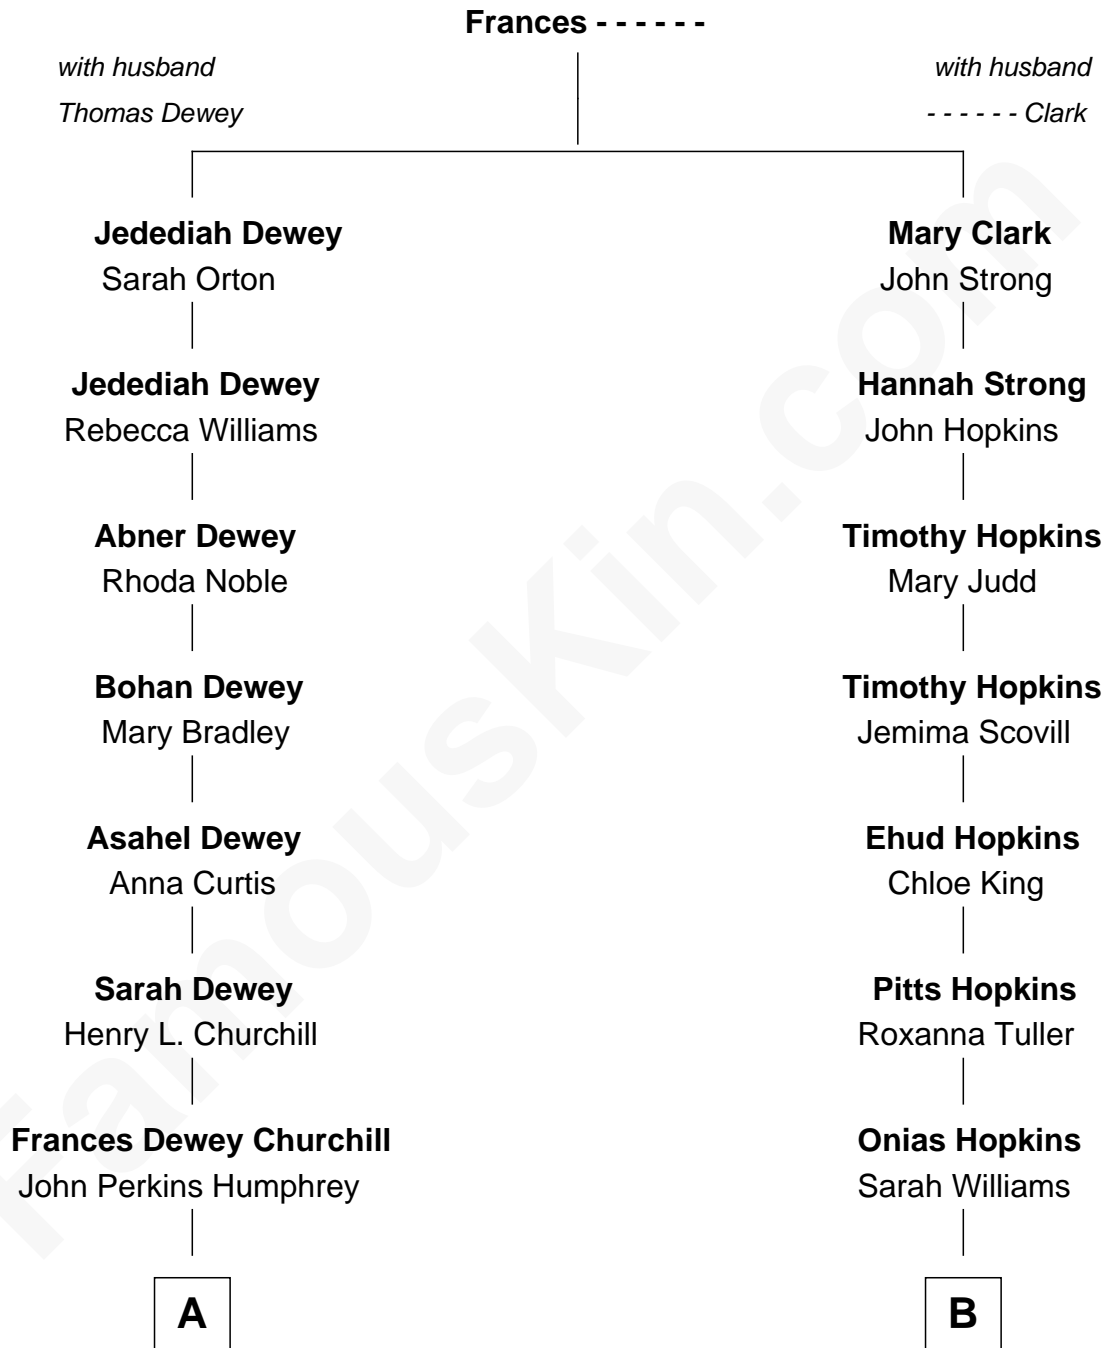 Frances - - - - - -
with husband
Thomas Dewey
with husband
- - - - - - Clark
Jedediah Dewey
Sarah Orton
Mary Clark
John Strong
Jedediah Dewey
Rebecca Williams
Hannah Strong
John Hopkins
Abner Dewey
Rhoda Noble
Timothy Hopkins
Mary Judd
Bohan Dewey
Mary Bradley
Timothy Hopkins
Jemima Scovill
Asahel Dewey
Anna Curtis
Ehud Hopkins
Chloe King
Sarah Dewey
Henry L. Churchill
Pitts Hopkins
Roxanna Tuller
Frances Dewey Churchill
John Perkins Humphrey
Onias Hopkins
Sarah Williams
A
B
FamousKin.com